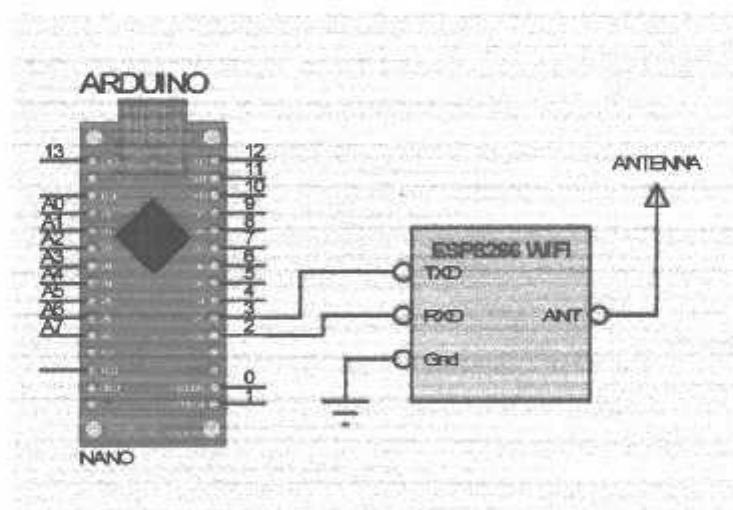 ARDUINO
13
A0
A1
A2
A3
A4
A5
A6
A7
12
11
10
9
8
7
6
5
4
3
2
0
1
NANO
ESP8266 WIFI
TXD
RXD
Gnd
ANT
ANTENNA